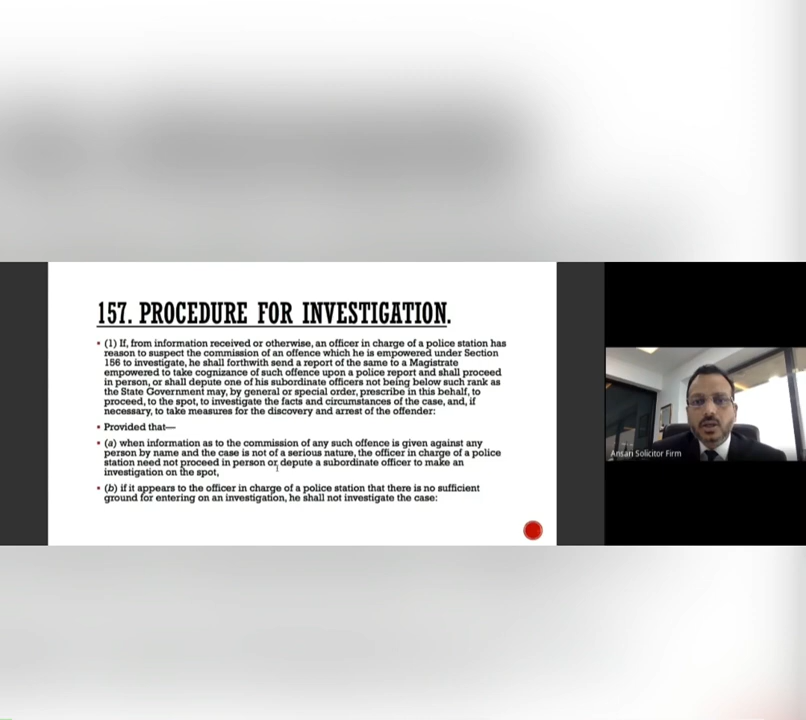 157. PROCEDURE FOR INVESTIGATION.
• (1) If, from information received or otherwise, an officer in charge of a police station has
reason to suspect the commission of an offence which he is empowered under Section
156 to investigate, he shall forthwith send a report of the same to a Magistrate
empowered to take cognizance of such offence upon a police report and shall proceed
in person, or shall depute one of his subordinate officers not being below such rank as
the State Government may, by general or special order, prescribe in this behalf, to
proceed, to the spot, to investigate the facts and circumstances of the case, and, if
necessary, to take measures for the discovery and arrest of the offender:
• Provided that—
• (a) when information as to the commission of any such offence is given against any
person by name and the case is not of a serious nature, the officer in charge of a police
station need not proceed in person or depute a subordinate officer to make an
investigation on the spot,
• (b) if it appears to the officer in charge of a police station that there is no sufficient
ground for entering on an investigation, he shall not investigate the case:
Ansari Solicitor Firm